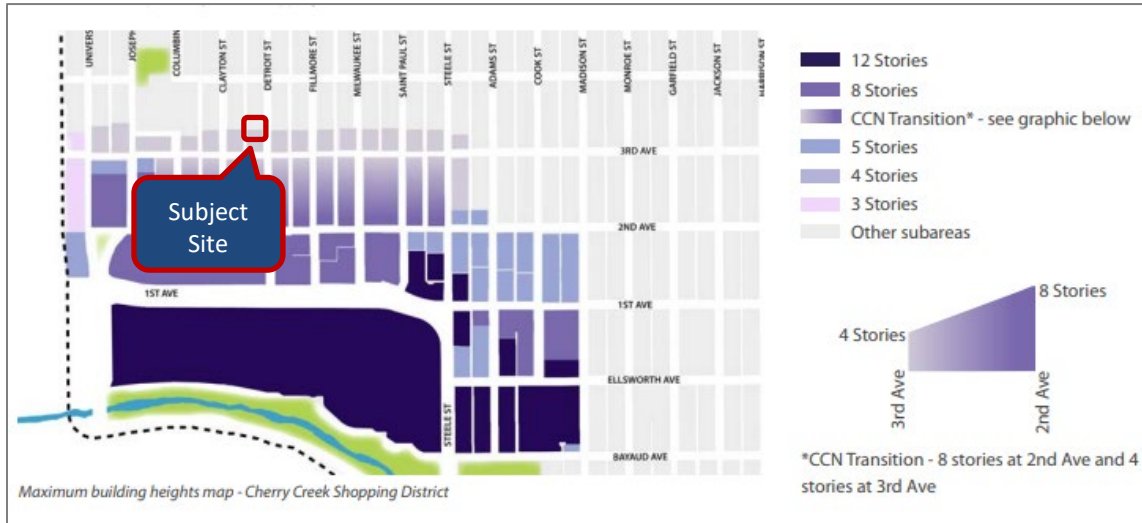 UNIVERS
JOSEPH
COLUMBIN
CLAYTON ST
DETROIT ST
FILLMORE ST
MILWAUKEE ST
SAINT PAUL ST
STEELE ST
ADAMS ST
COOK ST
MADISON ST
MONROE ST
GARFIELD ST
JACKSON ST
HARRISON ST
3RD AVE
2ND AVE
1ST AVE
1ST AVE
ELLSWORTH AVE
STEELE ST
BAYAUD AVE
Subject
Site
Maximum building heights map - Cherry Creek Shopping District
12 Stories
8 Stories
CCN Transition* - see graphic below
5 Stories
4 Stories
3 Stories
Other subareas
8 Stories
4 Stories
3rd Ave
2nd Ave
*CCN Transition - 8 stories at 2nd Ave and 4
stories at 3rd Ave